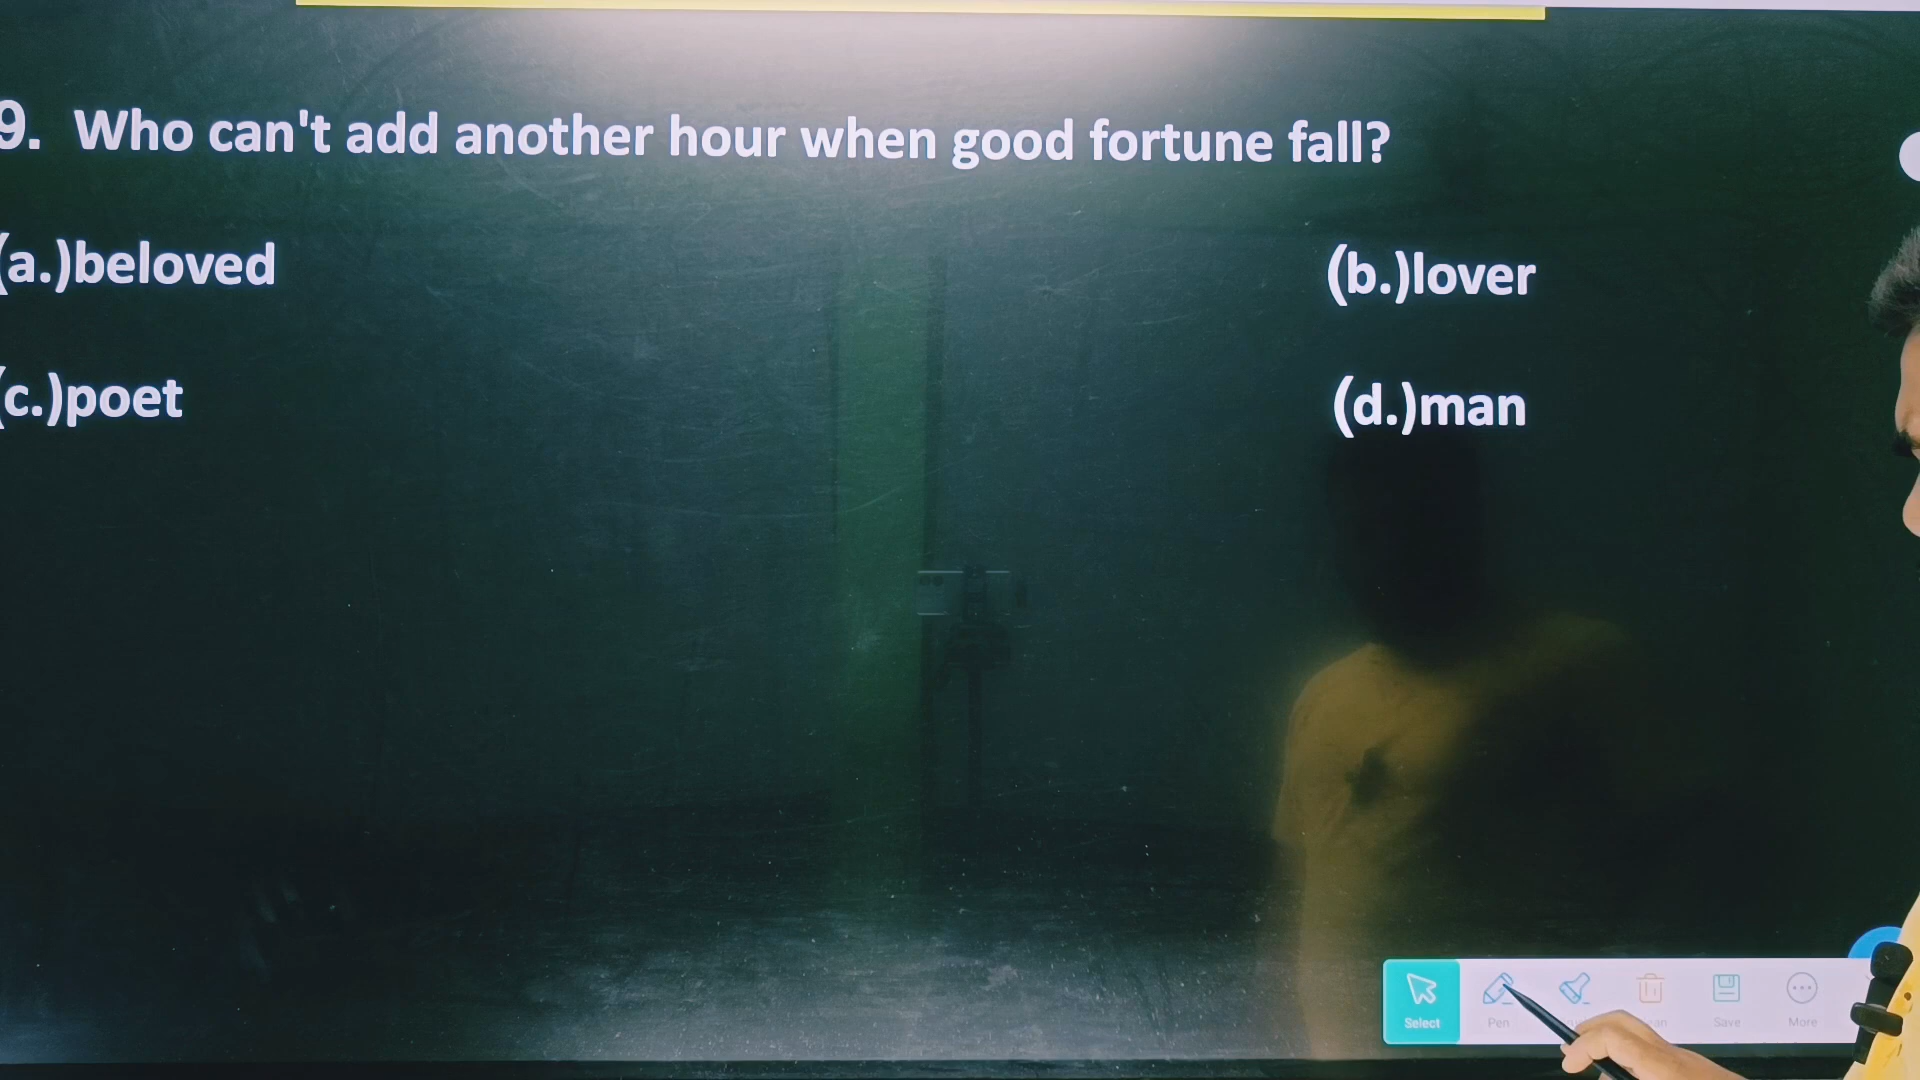 9. Who can't add another hour when good fortune fall?
(a.)beloved
(b.)lover
(c.)poet
(d.)man
Select
Pen
Save
More